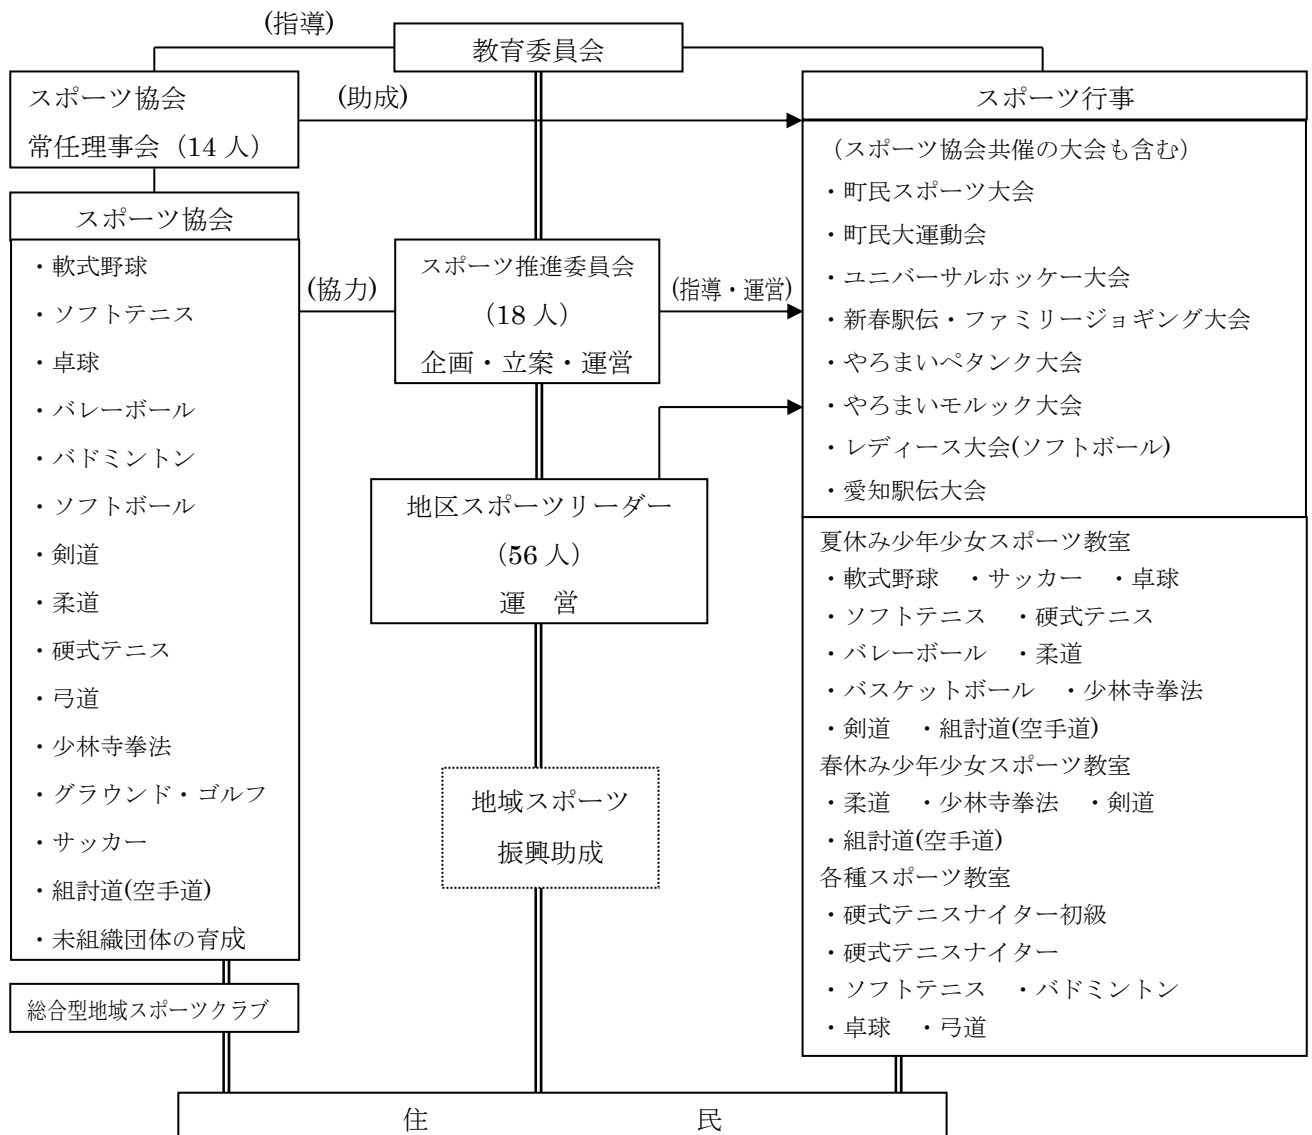 (指導)
教育委員会
スポーツ協会
常任理事会（14 人）
(助成)
スポーツ協会
・軟式野球
・ソフトテニス
・卓球
・バレーボール
・バドミントン
・ソフトボール
・剣道
・柔道
・硬式テニス
・弓道
・少林寺拳法
・グラウンド・ゴルフ
・サッカー
・組討道(空手道)
・未組織団体の育成
総合型地域スポーツクラブ
(協力)
スポーツ推進委員会
（18 人）
企画・立案・運営
(指導・運営)
地区スポーツリーダー
（56 人）
運　営
地域スポーツ
振興助成
スポーツ行事
（スポーツ協会共催の大会も含む）
・町民スポーツ大会
・町民大運動会
・ユニバーサルホッケー大会
・新春駅伝・ファミリージョギング大会
・やろまいペタンク大会
・やろまいモルック大会
・レディース大会(ソフトボール)
・愛知駅伝大会
夏休み少年少女スポーツ教室
・軟式野球　・サッカー　・卓球
・ソフトテニス　・硬式テニス
・バレーボール　・柔道
・バスケットボール　・少林寺拳法
・剣道　・組討道(空手道)
春休み少年少女スポーツ教室
・柔道　・少林寺拳法　・剣道
・組討道(空手道)
各種スポーツ教室
・硬式テニスナイター初級
・硬式テニスナイター
・ソフトテニス　・バドミントン
・卓球　・弓道
住　民